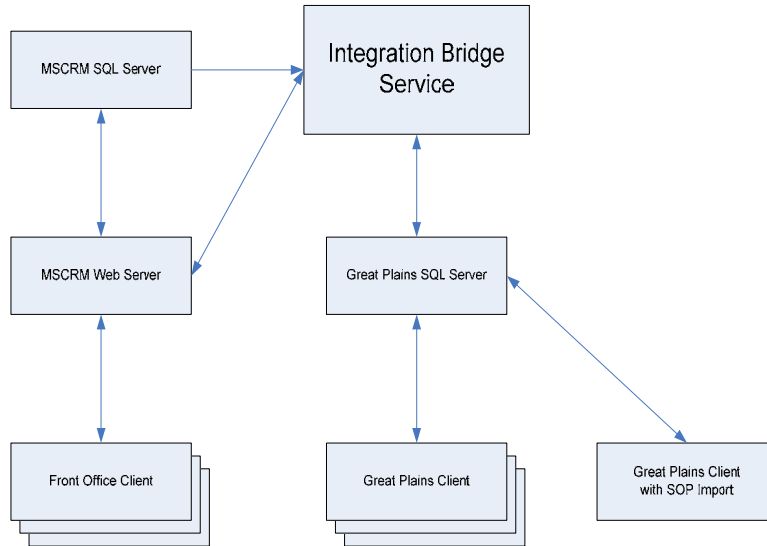 MSCRM SQL Server
Integration Bridge
Service
MSCRM Web Server
Great Plains SQL Server
Front Office Client
Great Plains Client
Great Plains Client
with SOP Import